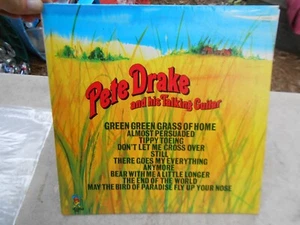 Pete Drake
and his Talking Guitar
GREEN GREEN GRASS OF HOME
ALMOST PERSUADED
TIPPY TOEING
DON'T LET ME CROSS OVER
STILL
THERE GOES MY EVERYTHING
ANYMORE
BEAR WITH ME A LITTLE LONGER
THE END OF THE WORLD
MAY THE BIRD OF PARADISE FLY UP YOUR NOSE